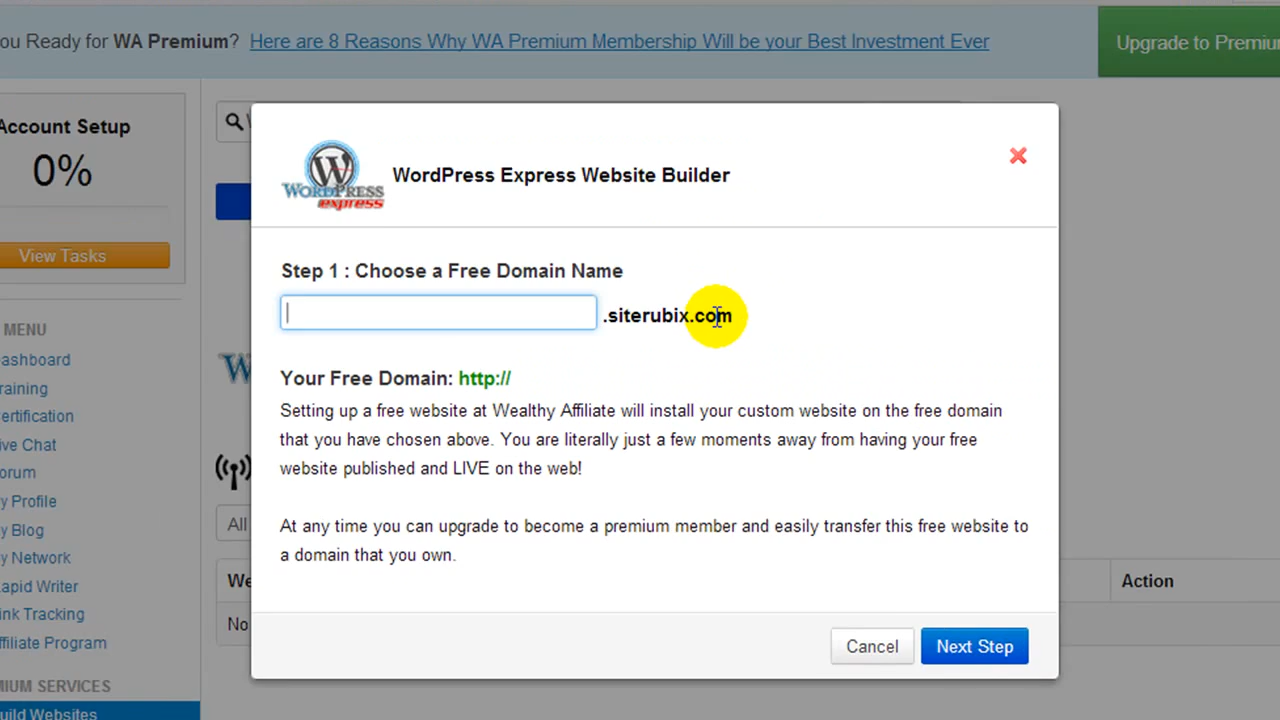 ou Ready for WA Premium? Here are 8 Reasons Why WA Premium Membership Will be your Best Investment Ever
Upgrade to Premiu
Account Setup
0%
View Tasks
MENU
ashboard
raining
ertification
ive Chat
orum
y Profile
y Blog
y Network
apid Writer
ink Tracking
ffiliate Program
MIUM SERVICES
uild Websites
W
All
We
No
Action
WORDPRESS
express
WordPress Express Website Builder
Step 1 : Choose a Free Domain Name
.siterubix.com
Your Free Domain: http://
Setting up a free website at Wealthy Affiliate will install your custom website on the free domain
that you have chosen above. You are literally just a few moments away from having your free
website published and LIVE on the web!
At any time you can upgrade to become a premium member and easily transfer this free website to
a domain that you own.
Cancel
Next Step